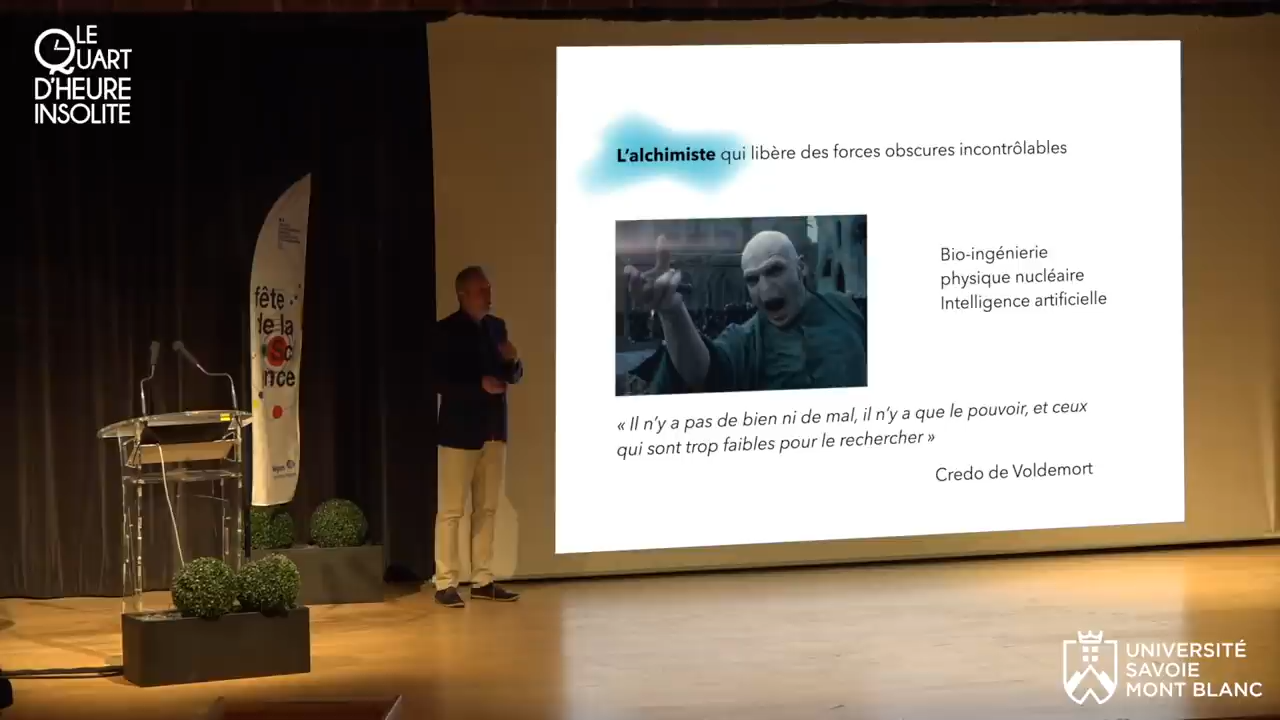 LE
QUART
D'HEURE
INSOLITE
L'alchimiste qui libère des forces obscures incontrôlables
Bio-ingénierie
physique nucléaire
Intelligence artificielle
« Il n'y a pas de bien ni de mal, il n'y a que le pouvoir, et ceux
qui sont trop faibles pour le rechercher »
Credo de Voldemort
fête
de la
Sc
nce
UNIVERSITÉ
SAVOIE
MONT BLANC